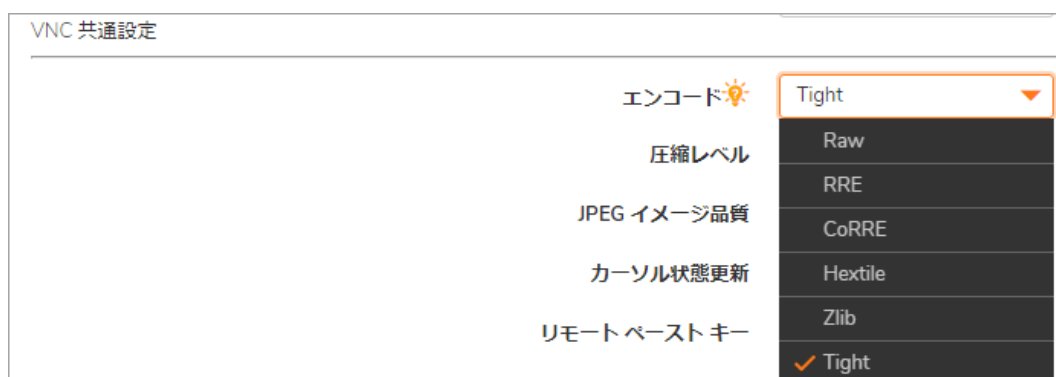 VNC 共通設定
エンコード Tight
Raw
圧縮レベル
RRE
JPEG イメージ品質
CoRRE
カーソル状態更新 Hextile
Zlib
リモート ペースト キー
Tight